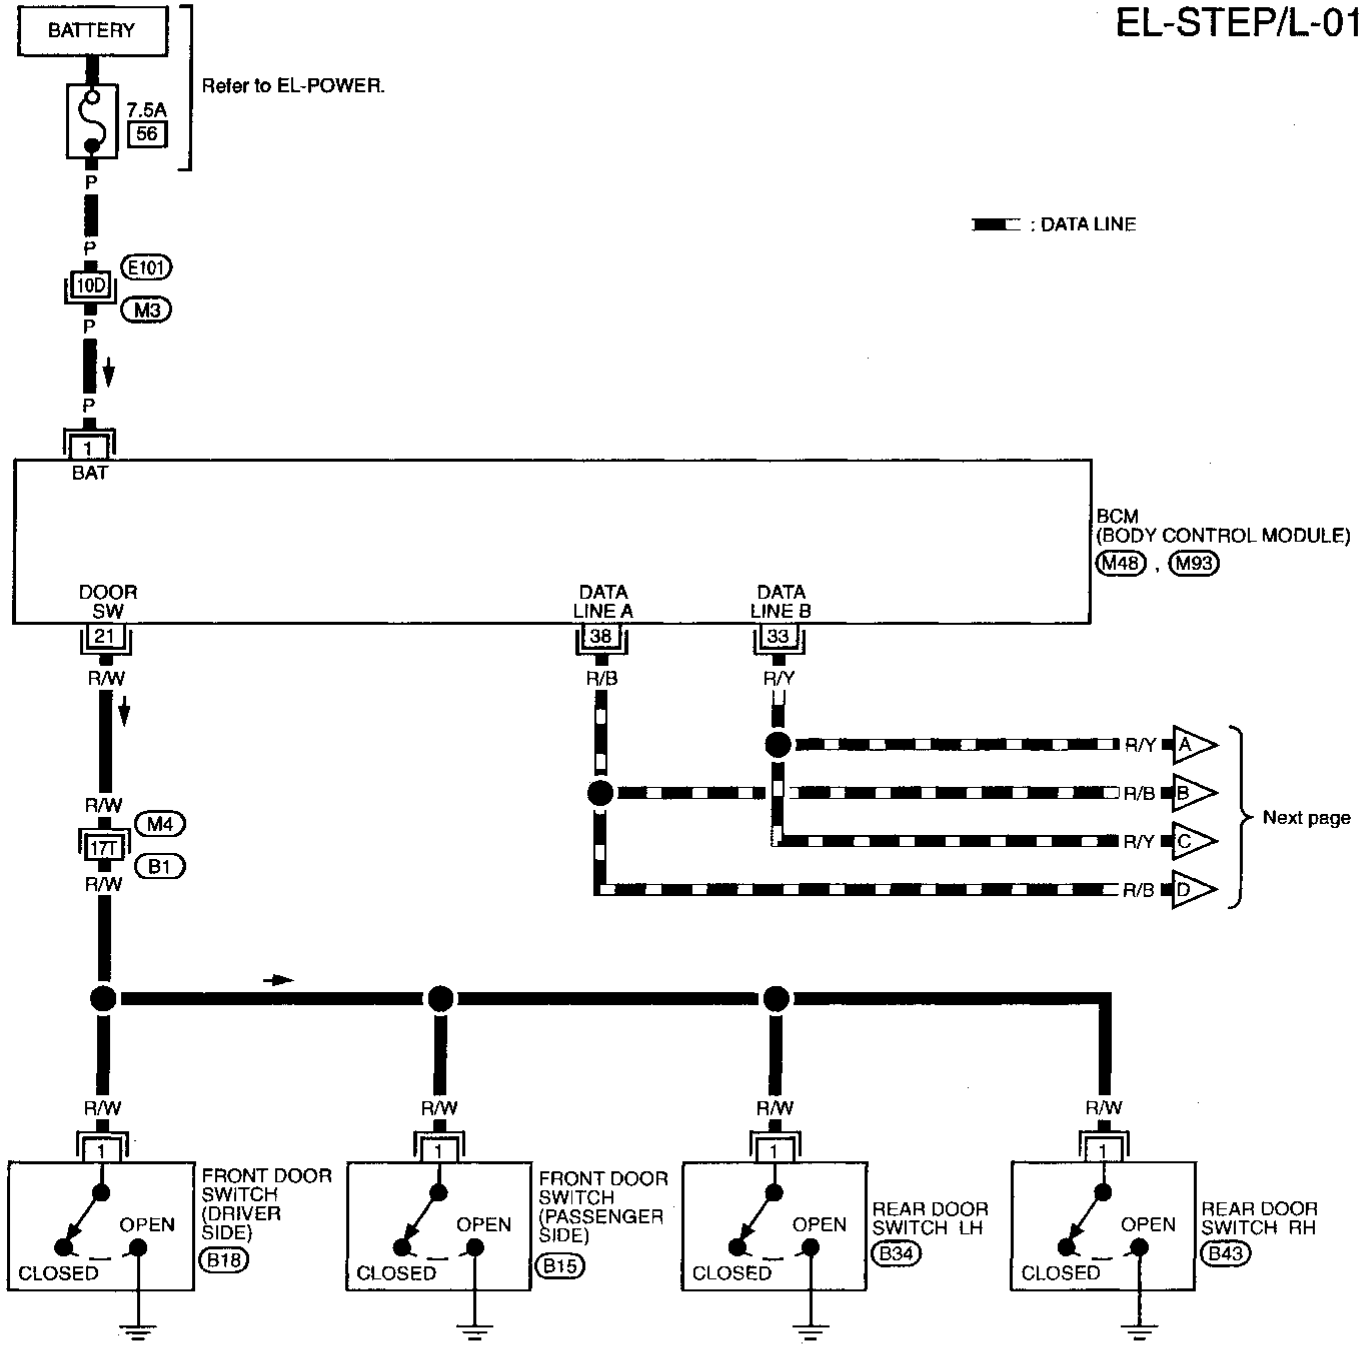 EL-STEP/L-01
BATTERY
Refer to EL-POWER.
7.5A
56
P
: DATA LINE
P
E101
10D
M3
P
P
1
BAT
BCM
(BODY CONTROL MODULE)
M48 , M93
DOOR
SW
DATA
LINE A
DATA
LINE B
21
38
33
R/W
R/B
R/Y
R/Y A
R/B B
R/Y C
R/B D
Next page
R/W
M4
17T
B1
R/W
R/W
R/W
R/W
R/W
1
1
1
1
FRONT DOOR
SWITCH
(DRIVER
SIDE)
B18
OPEN
CLOSED
FRONT DOOR
SWITCH
(PASSENGER
SIDE)
B15
OPEN
CLOSED
REAR DOOR
SWITCH LH
B34
OPEN
CLOSED
REAR DOOR
SWITCH RH
B43
OPEN
CLOSED